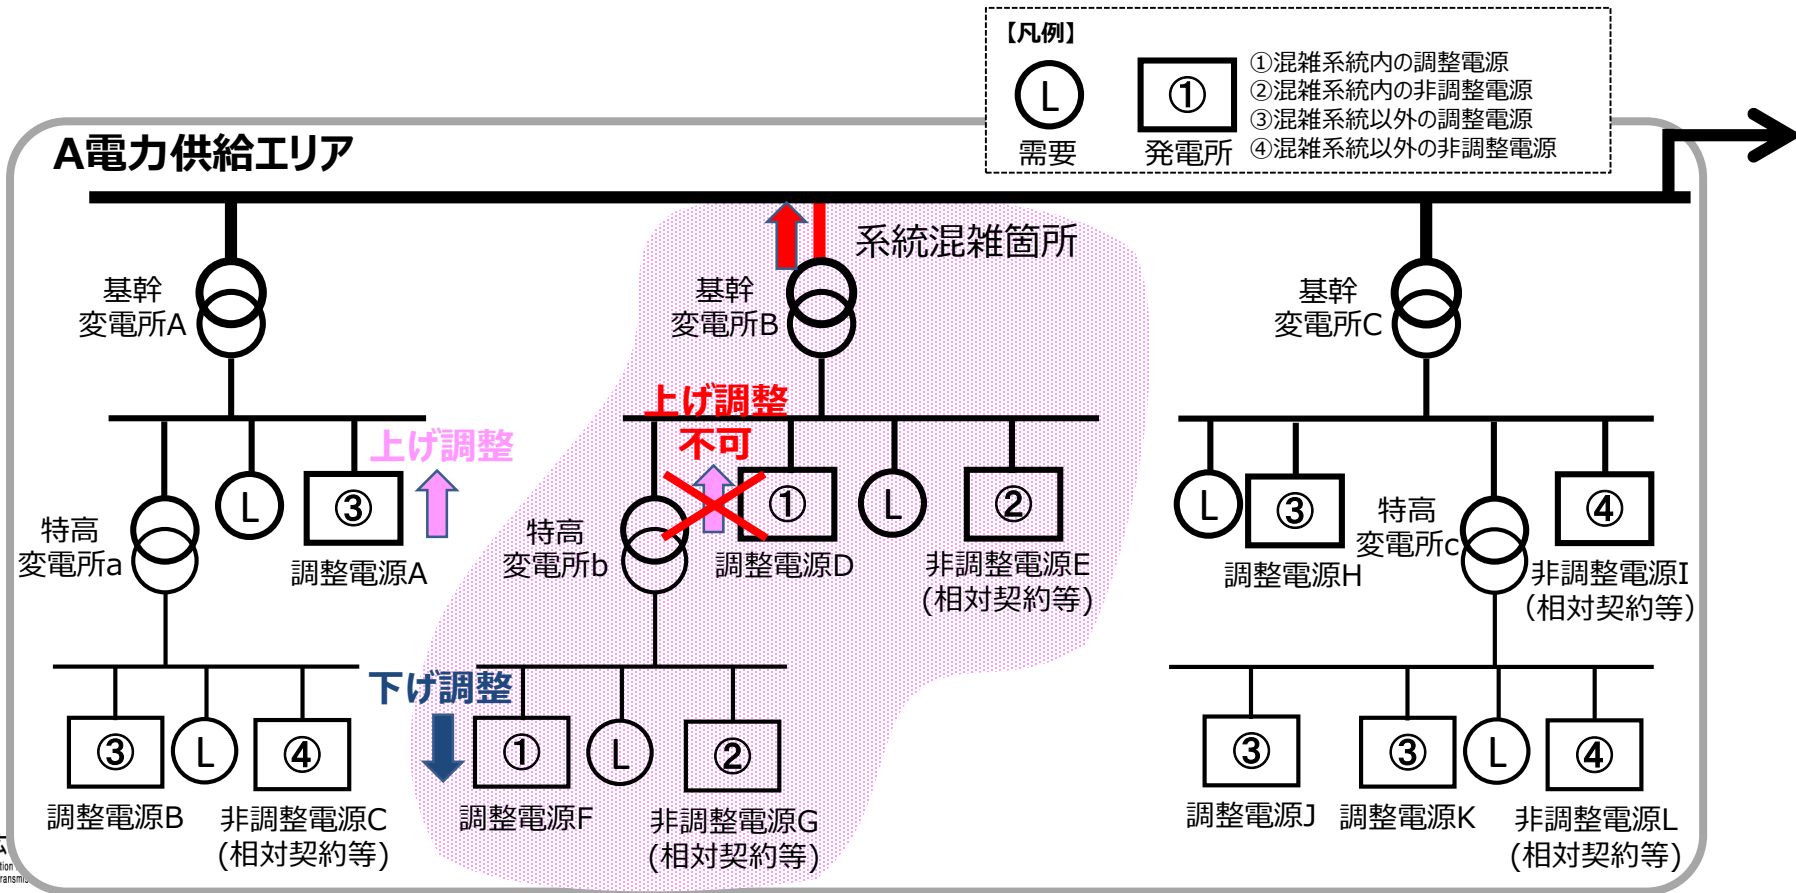 【凡例】
L
需要
①
発電所
①混雑系統内の調整電源
②混雑系統内の非調整電源
③混雑系統以外の調整電源
④混雑系統以外の非調整電源
A電力供給エリア
系統混雑箇所
基幹
変電所A
基幹
変電所B
基幹
変電所C
上げ調整
上げ調整
不可
特高
変電所a
L
③
調整電源A
特高
変電所b
①
調整電源D
L
②
非調整電源E
(相対契約等)
L
③
調整電源H
特高
変電所c
④
非調整電源I
(相対契約等)
下げ調整
③
調整電源B
L
④
非調整電源C
(相対契約等)
①
調整電源F
L
②
非調整電源G
(相対契約等)
③
調整電源J
③
調整電源K
L
④
非調整電源L
(相対契約等)